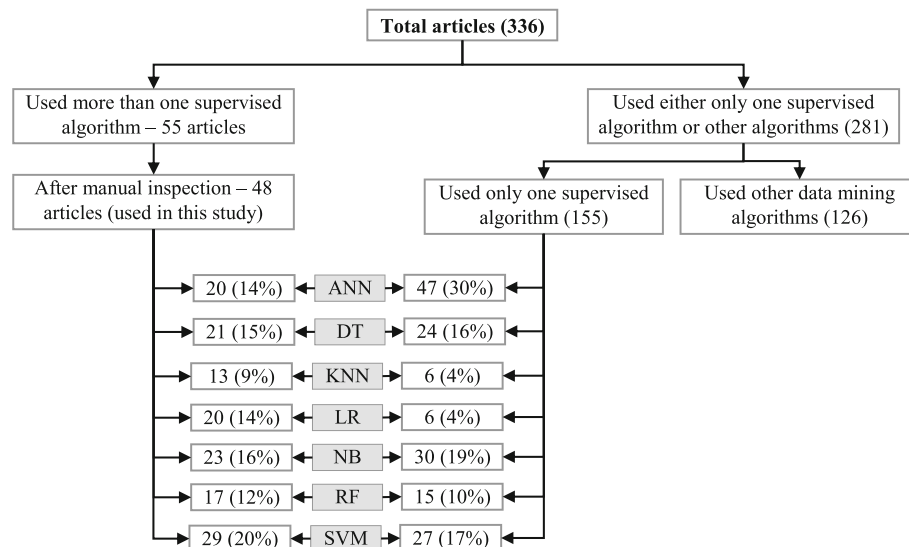 Total articles (336)
Used more than one supervised
algorithm – 55 articles
Used either only one supervised
algorithm or other algorithms (281)
After manual inspection – 48
articles (used in this study)
Used only one supervised
algorithm (155)
Used other data mining
algorithms (126)
20 (14%) ANN 47 (30%)
21 (15%) DT 24 (16%)
13 (9%) KNN 6 (4%)
20 (14%) LR 6 (4%)
23 (16%) NB 30 (19%)
17 (12%) RF 15 (10%)
29 (20%) SVM 27 (17%)